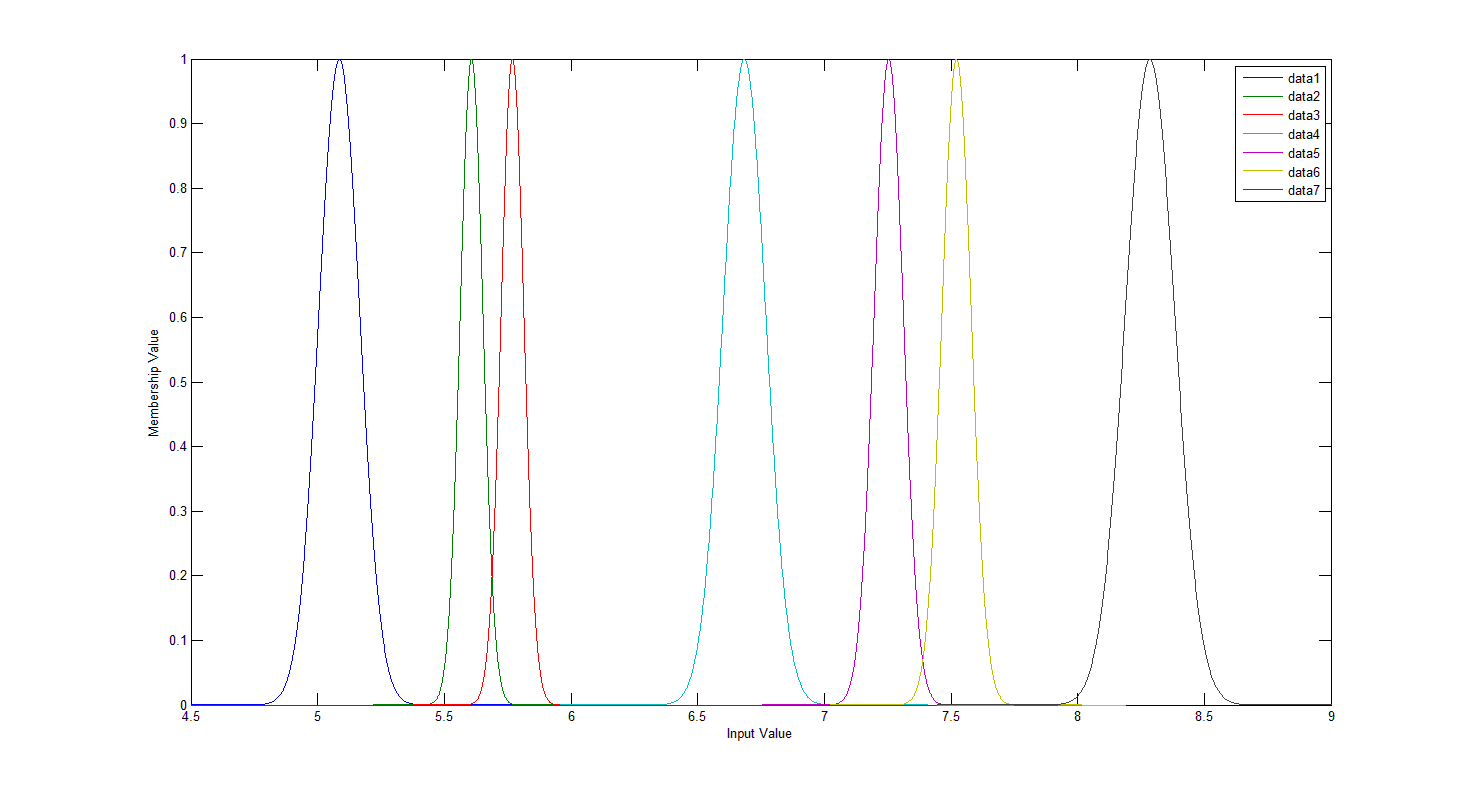 1
0.9
0.8
0.7
0.6
0.5
0.4
0.3
0.2
0.1
0
Membership Value
4.5 5 5.5 6 6.5 7 7.5 8 8.5 9
Input Value
data1
data2
data3
data4
data5
data6
data7